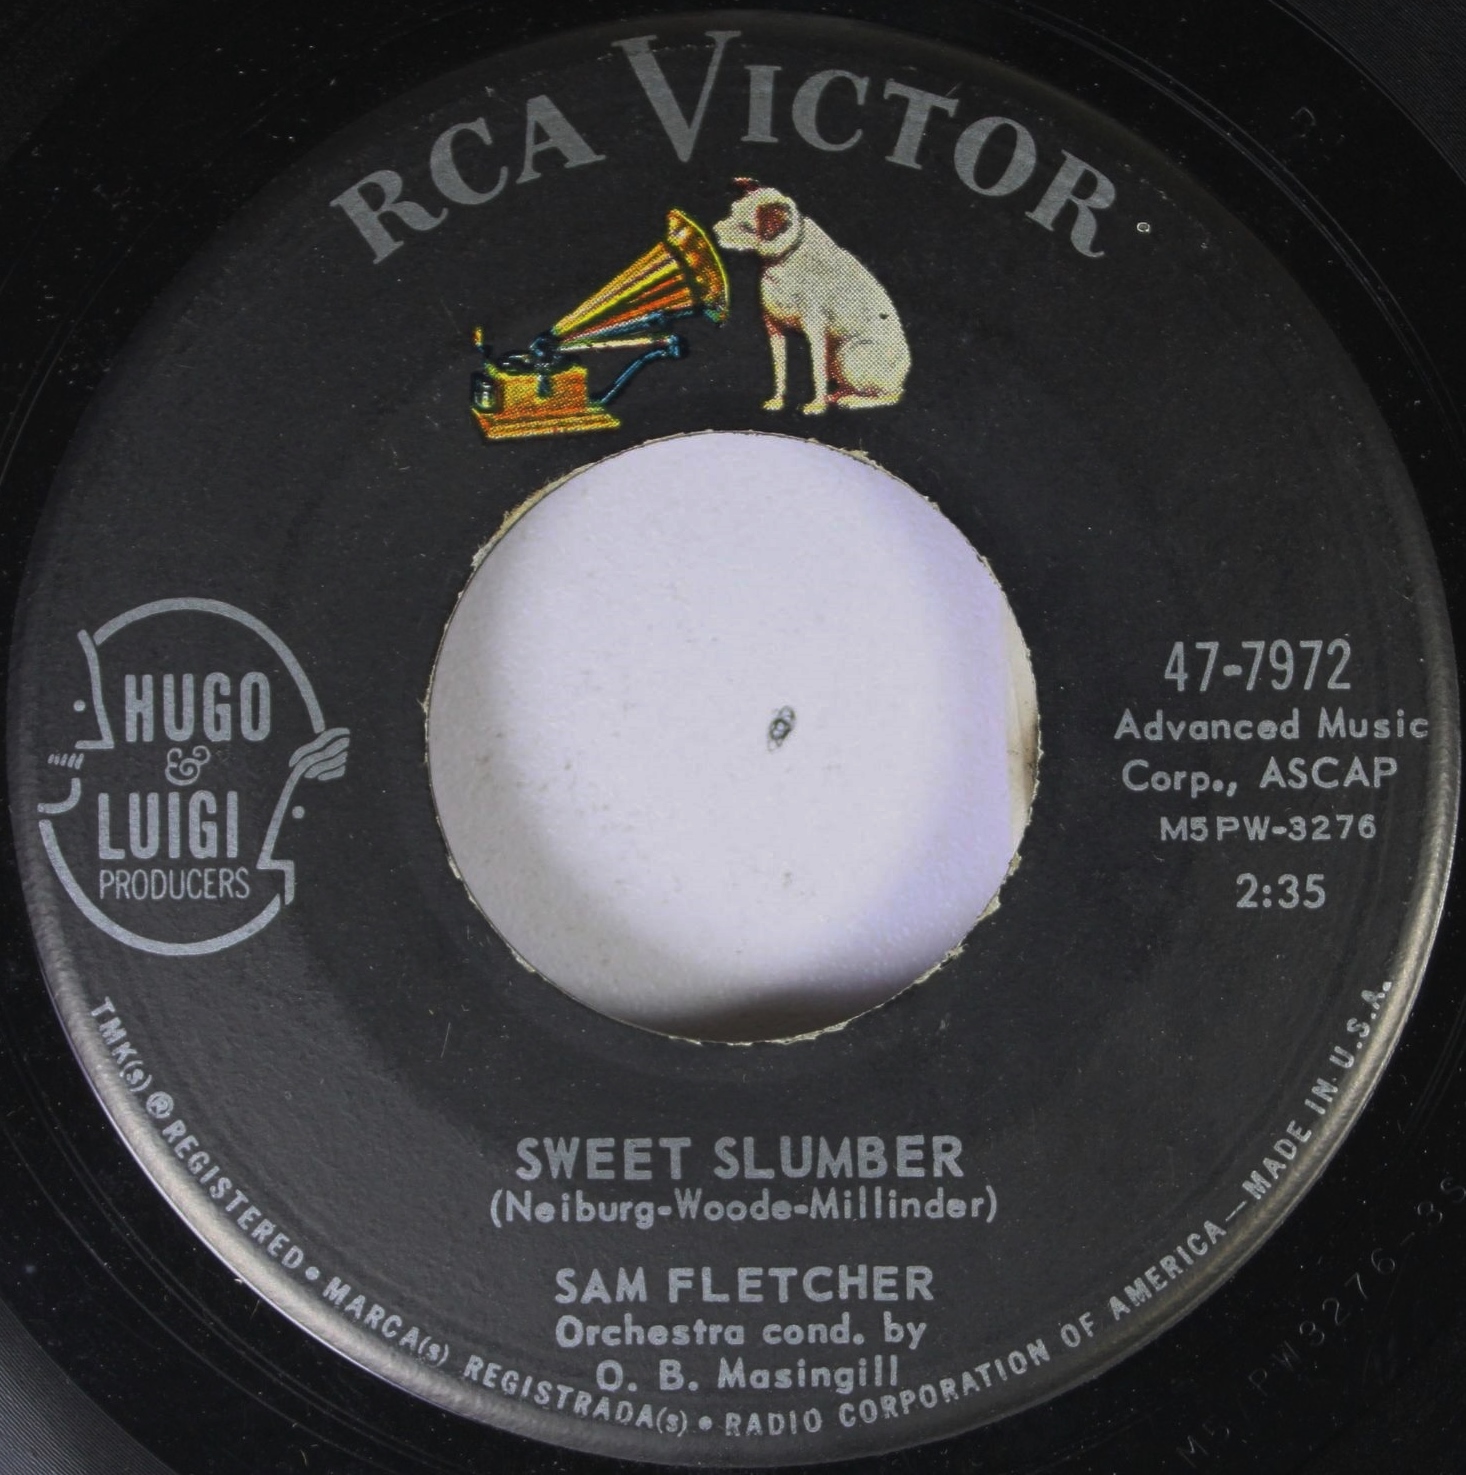 RCA VICTOR
HUGO
&
LUIGI
PRODUCERS
47-7972
Advanced Music
Corp., ASCAP
M5PW-3276
2:35
SWEET SLUMBER
(Neiburg-Woode-Millinder)
SAM FLETCHER
Orchestra cond. by
O. B. Masingill
TMK(s) ® REGISTERED • MARCA(s) REGISTRADA(s) • RADIO CORPORATION OF AMERICA—MADE IN U.S.A.